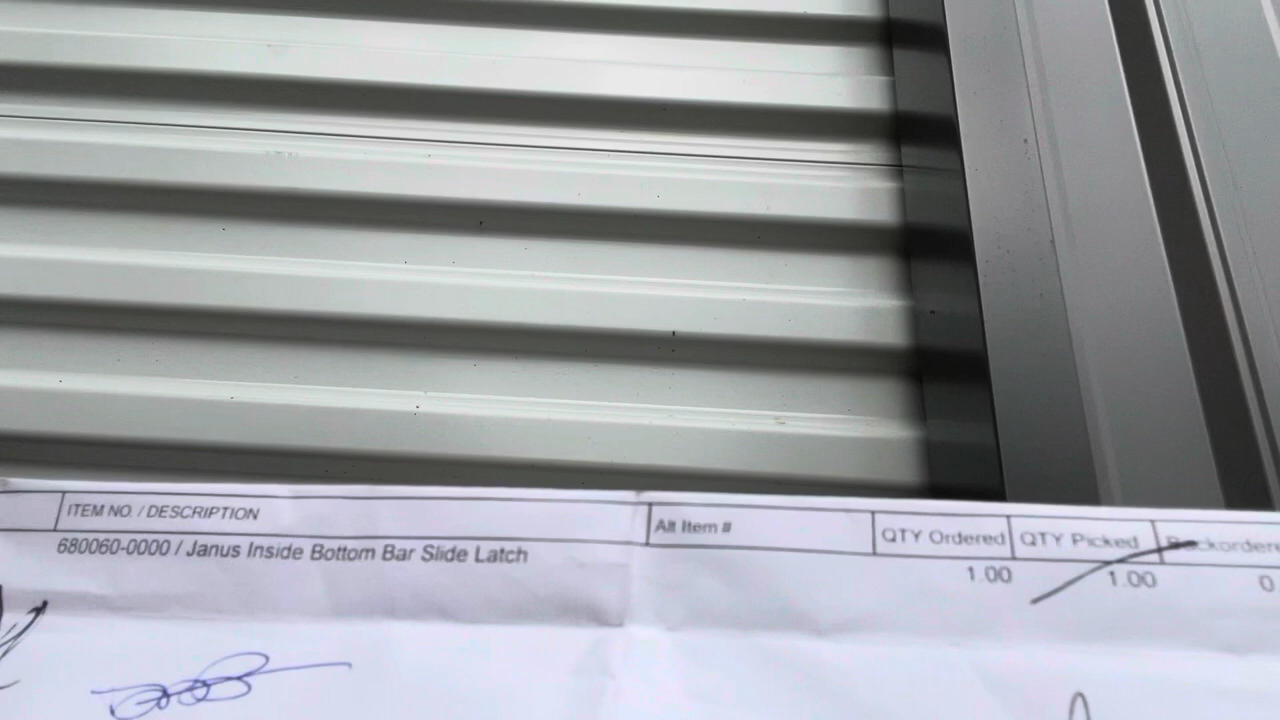 ITEM NO. / DESCRIPTION Alt Item # QTY Ordered QTY Picked
680060-0000 / Janus Inside Bottom Bar Slide Latch 1.00 1.00 0